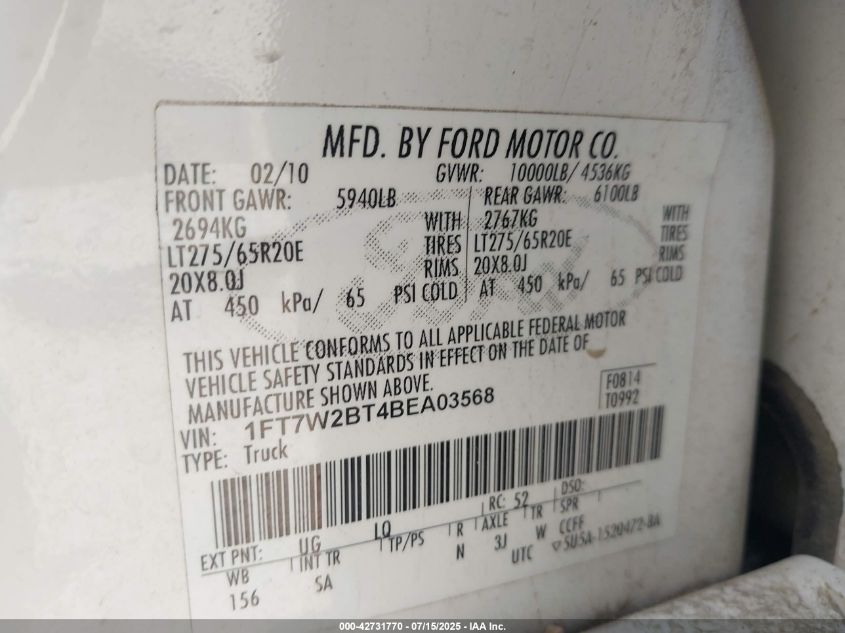 MFD. BY FORD MOTOR CO.
DATE: 02/10 GVWR: 10000LB/ 4536KG
FRONT GAWR: 5940LB REAR GAWR: 6100LB
2694KG WITH 2767KG WITH
LT275/65R20E TIRES LT275/65R20E TIRES
20X8.0J RIMS 20X8.0J RIMS
AT 450 kPa/ 65 PSI COLD AT 450 kPa/ 65 PSI COLD
THIS VEHICLE CONFORMS TO ALL APPLICABLE FEDERAL MOTOR
VEHICLE SAFETY STANDARDS IN EFFECT ON THE DATE OF
MANUFACTURE SHOWN ABOVE.
F0814
VIN: 1FT7W2BT4BEA03568
T0992
TYPE: Truck
EXT PNT: UG LQ RC: 52 DSO:
WB INT TR TP/PS R AXLE TR SPR
156 SA N 3J W CCFF
UTC ▽5U5A-1520472-BA
000-42731770 - 07/15/2025 - IAA Inc.